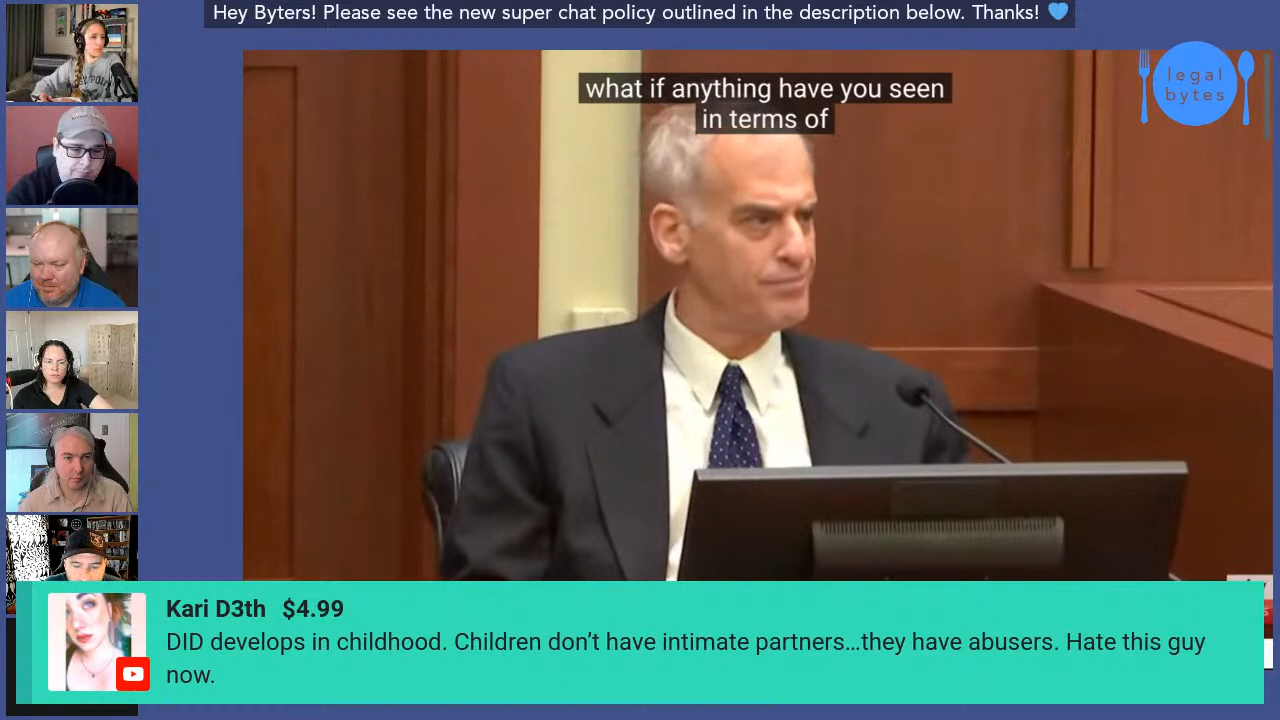 Hey Byters! Please see the new super chat policy outlined in the description below. Thanks! 💙
legal
bytes
what if anything have you seen
in terms of
Kari D3th $4.99
DID develops in childhood. Children don’t have intimate partners…they have abusers. Hate this guy
now.